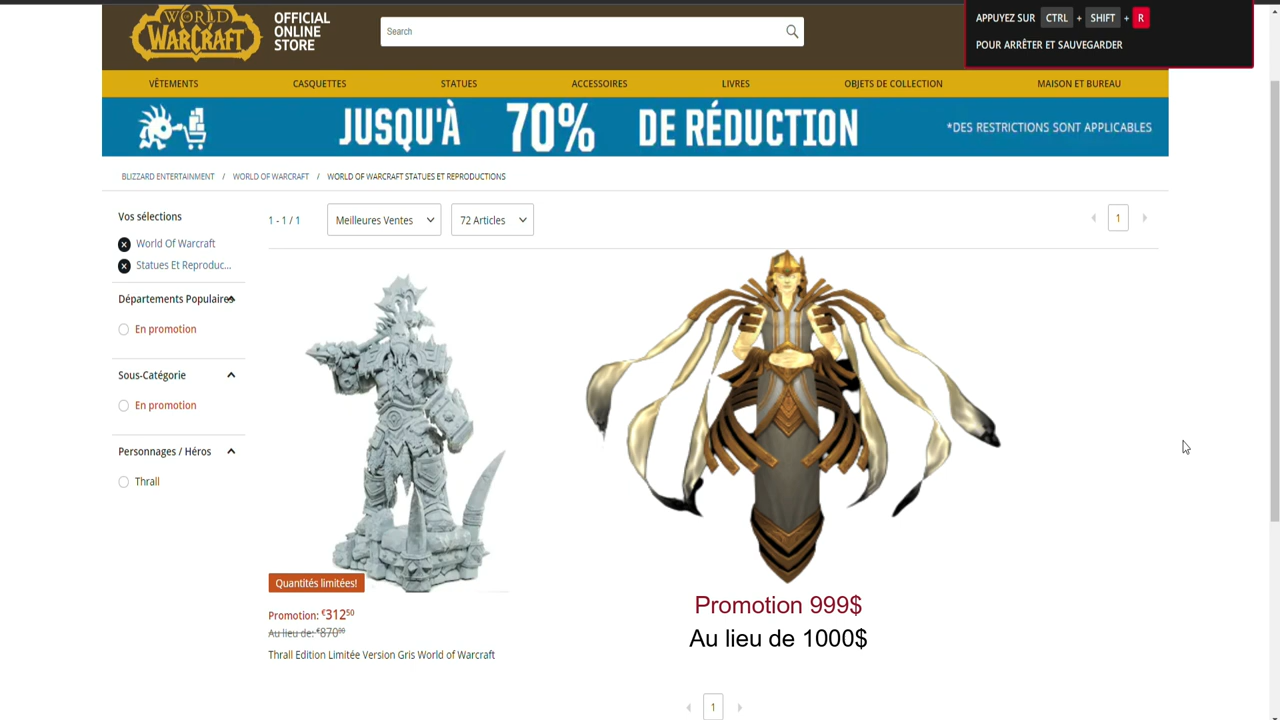 WORLD
OF
WARCRAFT
OFFICIAL
ONLINE
STORE
Search
APPUYEZ SUR CTRL + SHIFT + R
POUR ARRÊTER ET SAUVEGARDER
VÊTEMENTS CASQUETTES STATUES ACCESSOIRES LIVRES OBJETS DE COLLECTION MAISON ET BUREAU
JUSQU'À 70% DE RÉDUCTION *DES RESTRICTIONS SONT APPLICABLES
BLIZZARD ENTERTAINMENT / WORLD OF WARCRAFT / WORLD OF WARCRAFT STATUES ET REPRODUCTIONS
Vos sélections
1 - 1 / 1 Meilleures Ventes 72 Articles 1
World Of Warcraft
Statues Et Reproduc...
Départements Populaires
En promotion
Sous-Catégorie
En promotion
Personnages / Héros
Thrall
Quantités limitées!
Promotion: €31250
Au lieu de: €87099
Thrall Edition Limitée Version Gris World of Warcraft
Promotion 999$
Au lieu de 1000$
1